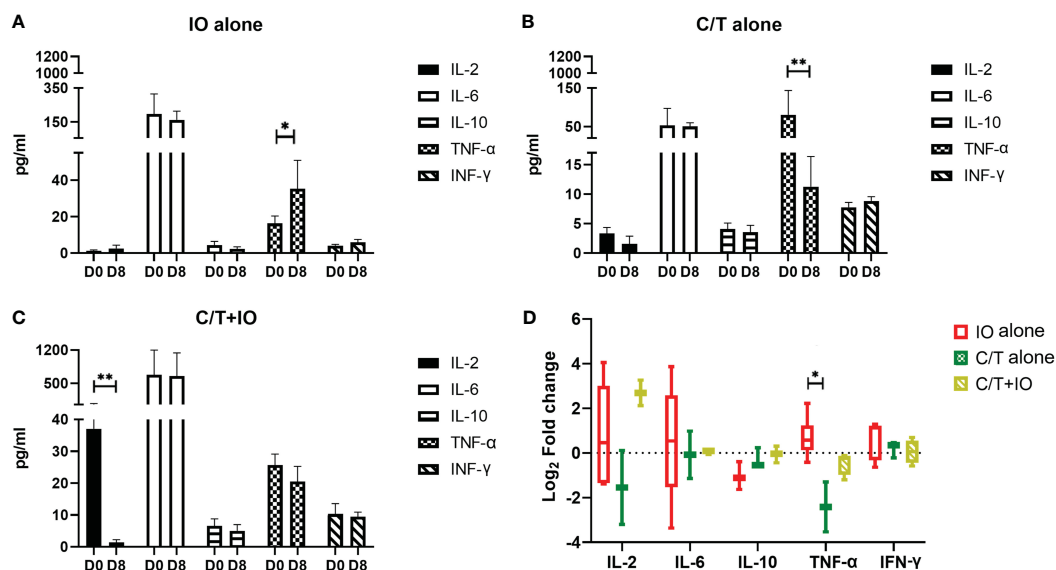 A
IO alone
pg/ml
1200
1000
350
150
40
20
0
*
D0 D8 D0 D8 D0 D8 D0 D8 D0 D8
IL-2
IL-6
IL-10
TNF-α
INF-γ
B
C/T alone
pg/ml
1200
1000
150
50
15
10
5
0
**
D0 D8 D0 D8 D0 D8 D0 D8 D0 D8
IL-2
IL-6
IL-10
TNF-α
INF-γ
C
C/T+IO
pg/ml
1200
500
40
30
20
10
0
**
D0 D8 D0 D8 D0 D8 D0 D8 D0 D8
IL-2
IL-6
IL-10
TNF-α
INF-γ
D
Log2 Fold change
6
4
2
0
-2
-4
*
IL-2 IL-6 IL-10 TNF-α IFN-γ
IO alone
C/T alone
C/T+IO